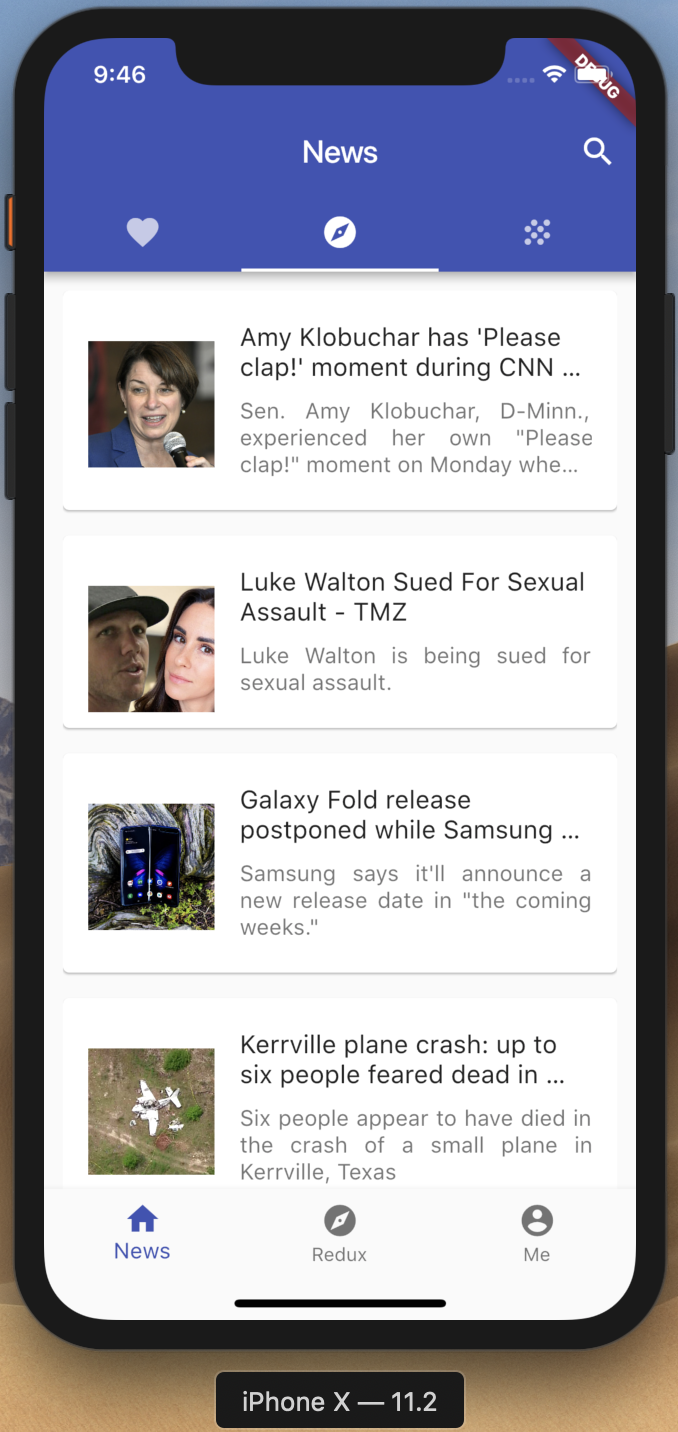 9:46
DEBUG
News
Amy Klobuchar has 'Please
clap!' moment during CNN ...
Sen. Amy Klobuchar, D-Minn.,
experienced her own "Please
clap!" moment on Monday whe...
Luke Walton Sued For Sexual
Assault - TMZ
Luke Walton is being sued for
sexual assault.
Galaxy Fold release
postponed while Samsung ...
Samsung says it'll announce a
new release date in "the coming
weeks."
Kerrville plane crash: up to
six people feared dead in ...
Six people appear to have died in
the crash of a small plane in
Kerrville, Texas
News
Redux
Me
iPhone X — 11.2